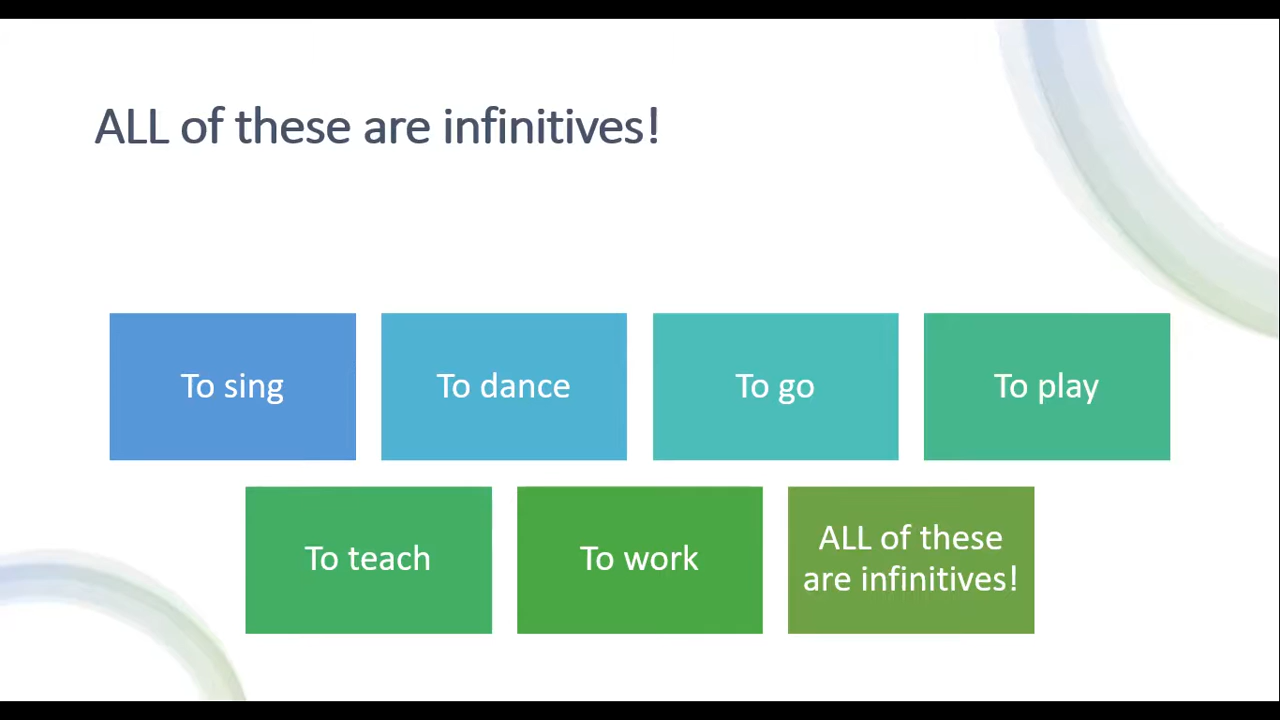 ALL of these are infinitives!
To sing
To dance
To go
To play
To teach
To work
ALL of these
are infinitives!